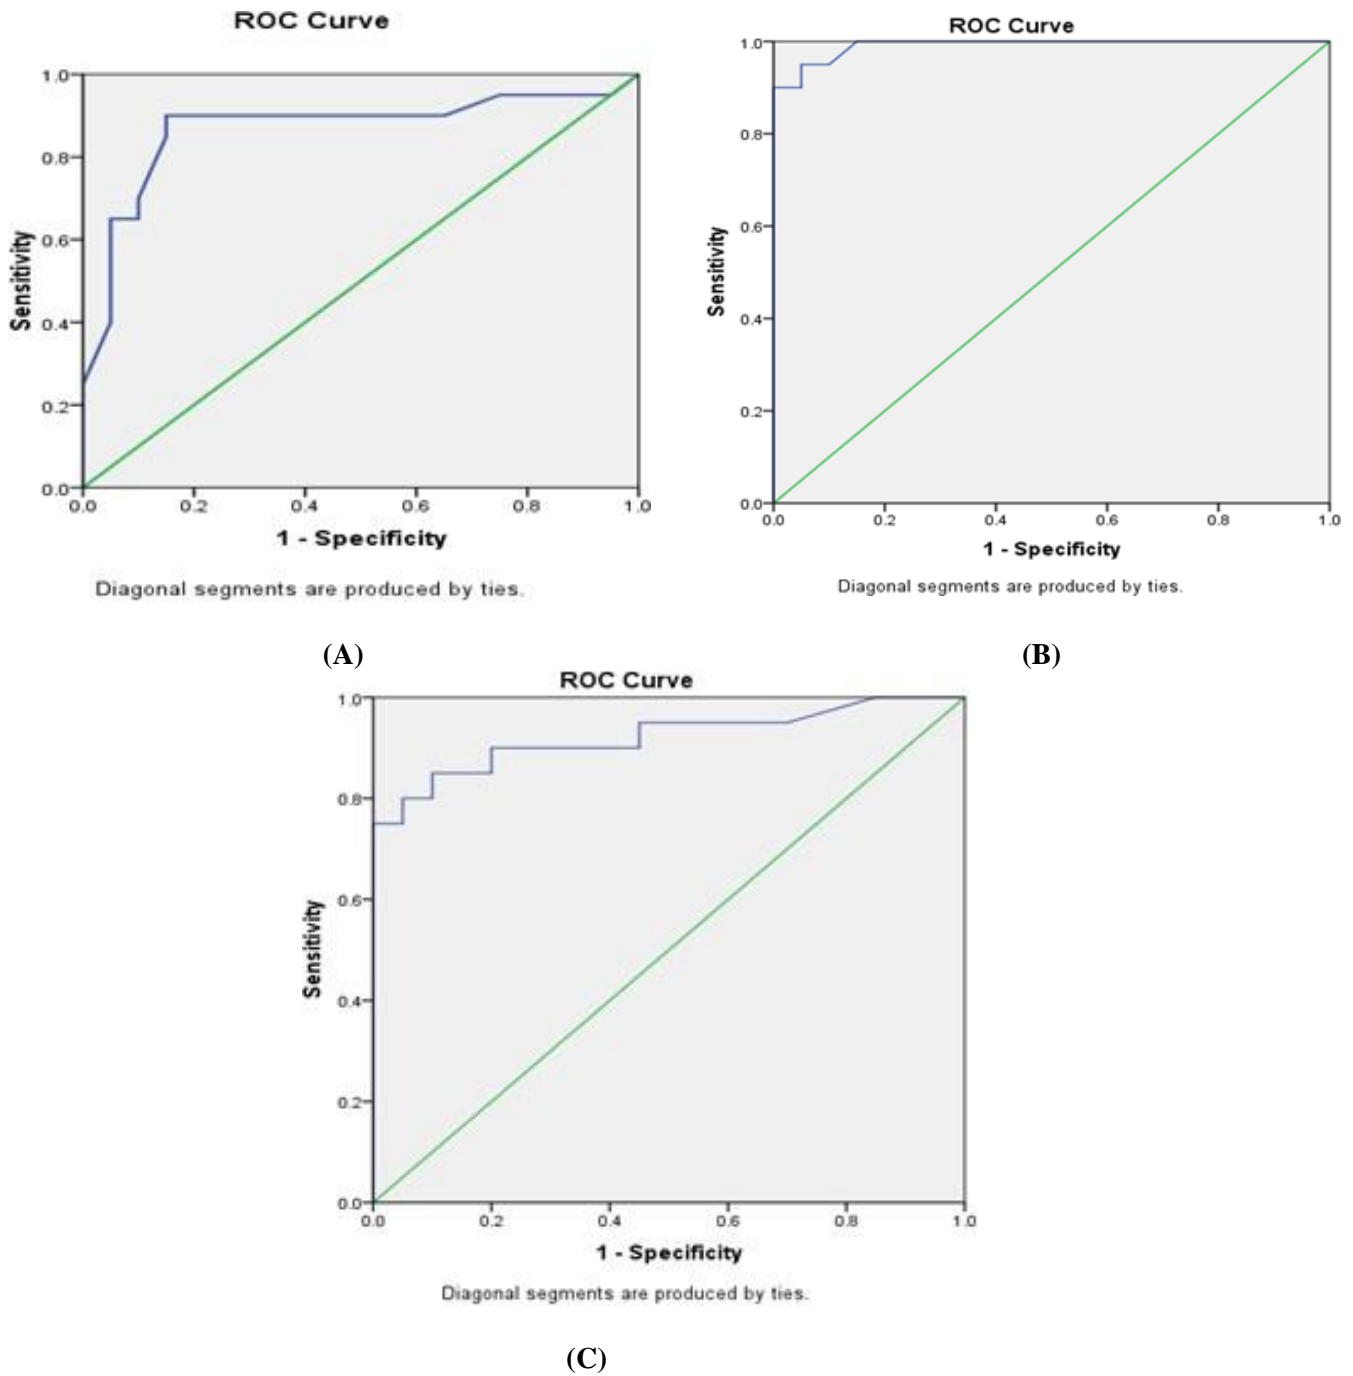 ROC Curve
1.0
0.8
0.6
0.4
0.2
0.0
Sensitivity
0.0 0.2 0.4 0.6 0.8 1.0
1 - Specificity
Diagonal segments are produced by ties.
(A)
ROC Curve
1.0
0.8
0.6
0.4
0.2
0.0
Sensitivity
0.0 0.2 0.4 0.6 0.8 1.0
1 - Specificity
Diagonal segments are produced by ties.
(B)
ROC Curve
1.0
0.8
0.6
0.4
0.2
0.0
Sensitivity
0.0 0.2 0.4 0.6 0.8 1.0
1 - Specificity
Diagonal segments are produced by ties.
(C)